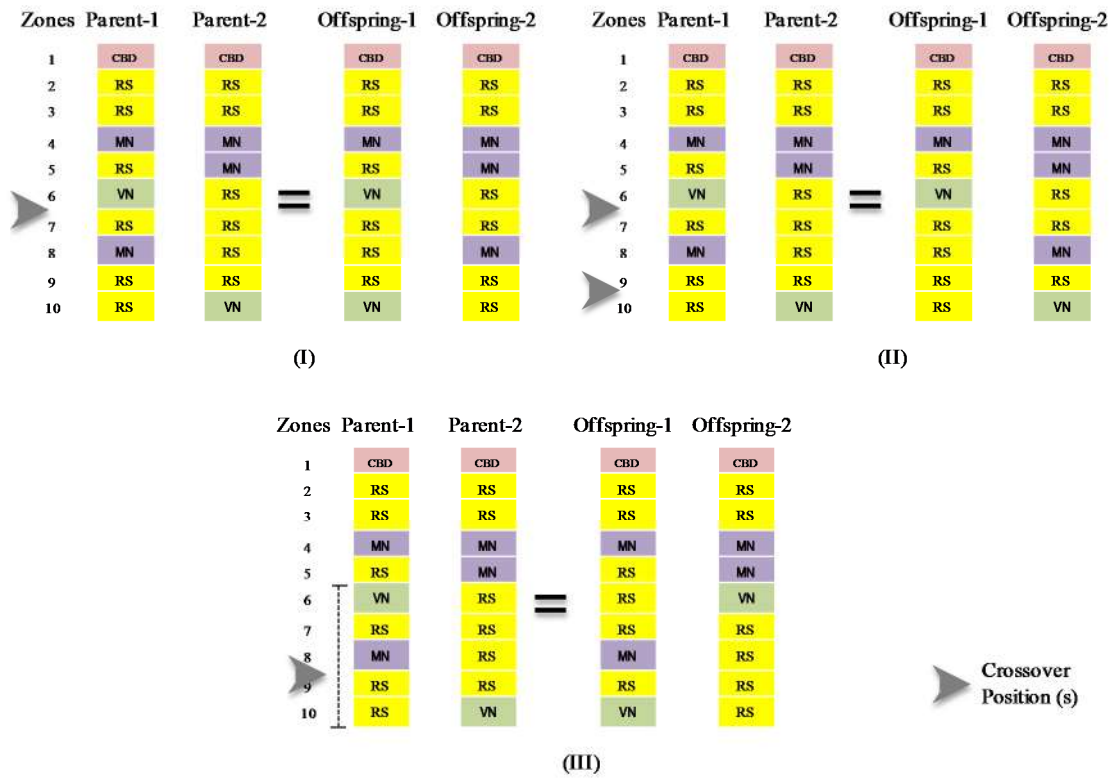 Zones Parent-1 Parent-2 Offspring-1 Offspring-2
1 CBD CBD CBD CBD
2 RS RS RS RS
3 RS RS RS RS
4 MN MN MN MN
5 RS MN RS MN
6 VN RS VN RS
7 RS RS RS RS
8 MN RS RS MN
9 RS RS RS RS
10 RS VN VN RS
(I)
Zones Parent-1 Parent-2 Offspring-1 Offspring-2
1 CBD CBD CBD CBD
2 RS RS RS RS
3 RS RS RS RS
4 MN MN MN MN
5 RS MN RS MN
6 VN RS VN RS
7 RS RS RS RS
8 MN RS RS MN
9 RS RS RS RS
10 RS VN RS VN
(II)
Zones Parent-1 Parent-2 Offspring-1 Offspring-2
1 CBD CBD CBD CBD
2 RS RS RS RS
3 RS RS RS RS
4 MN MN MN MN
5 RS MN RS MN
6 VN RS RS VN
7 RS RS RS RS
8 MN RS MN RS
9 RS RS RS RS
10 RS VN VN RS
(III)
Crossover
Position (s)